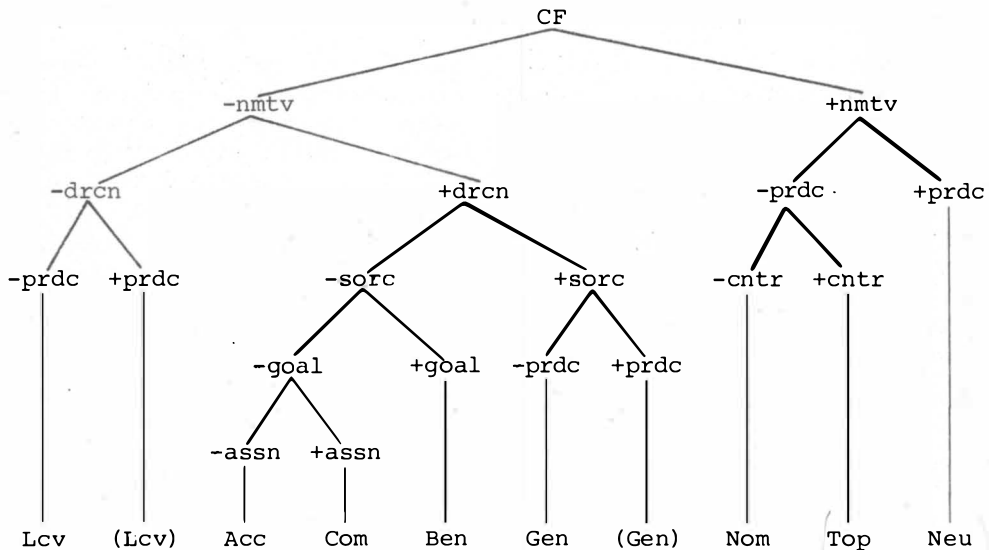 CF
-nmtv +nmtv
-drcn +drcn -prdc +prdc
-prdc +prdc -sorc +sorc -cntr +cntr
-goal +goal -prdc +prdc
-assn +assn
Lcv (Lcv) Acc Com Ben Gen (Gen) Nom Top Neu